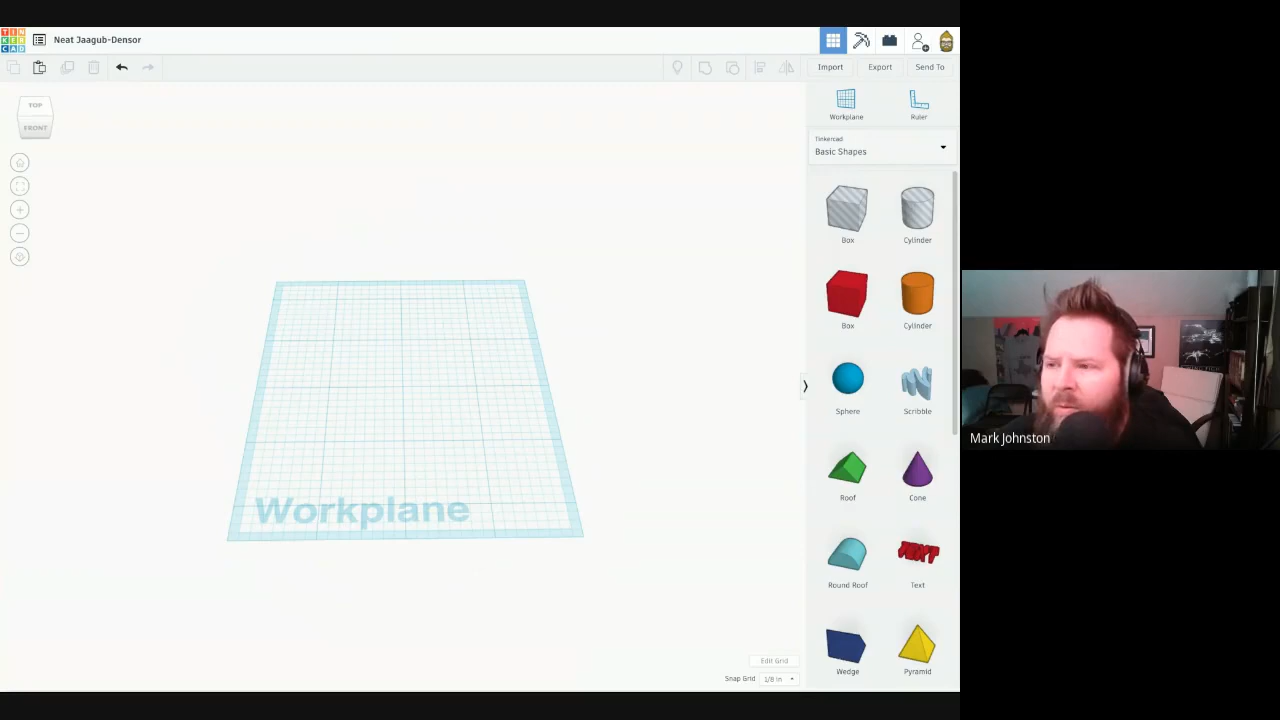 TIN
KER
CAD
Neat Jaagub-Densor
Import
Export
Send To
TOP
FRONT
Workplane
Ruler
Tinkercad
Basic Shapes
Box
Cylinder
Box
Cylinder
Sphere
Scribble
Roof
Cone
TEXT
Round Roof
Text
Wedge
Pyramid
Workplane
Edit Grid
Snap Grid
1/8 in
Mark Johnston